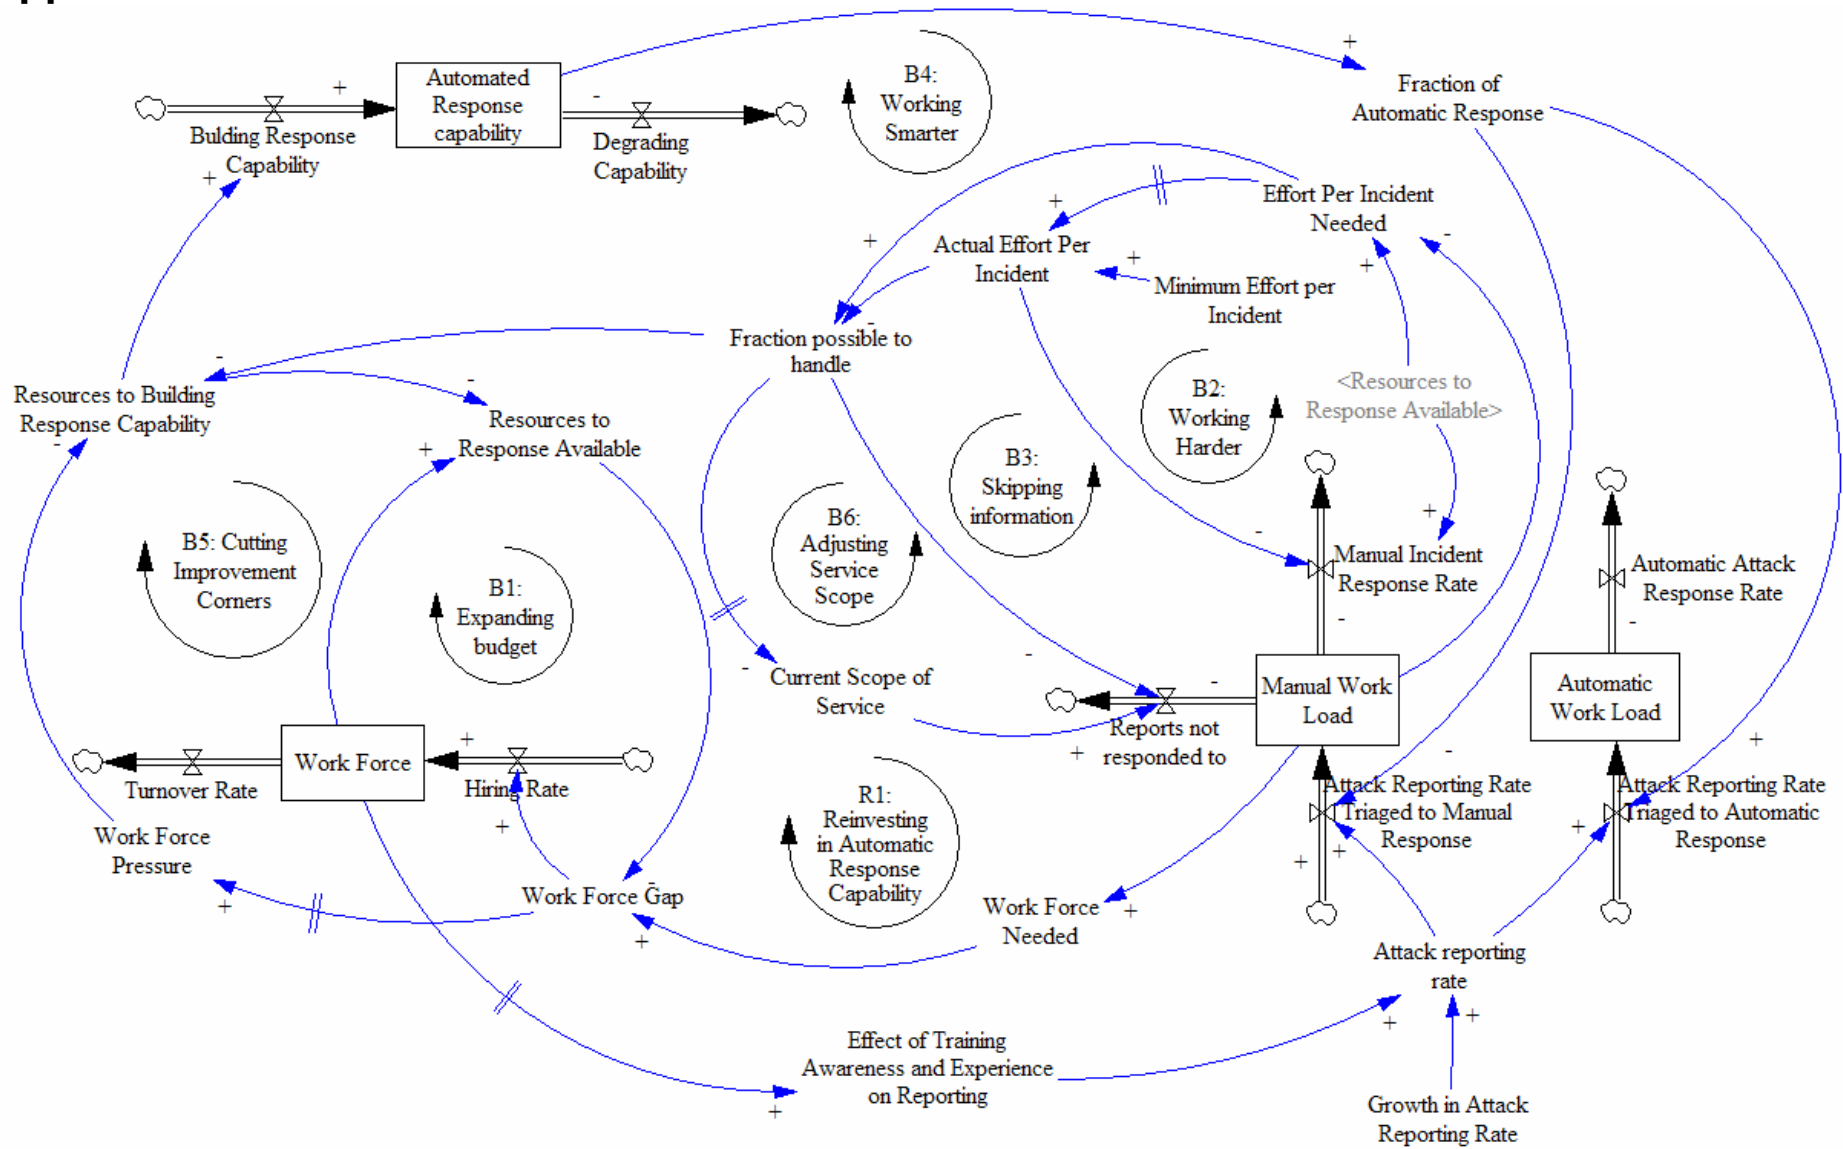 Automated
Response
capability
Bulding Response
Capability
Degrading
Capability
B4:
Working
Smarter
Fraction of
Automatic Response
Effort Per Incident
Needed
Actual Effort Per
Incident
Minimum Effort per
Incident
Fraction possible to
handle
Resources to Building
Response Capability
Resources to
Response Available
<Resources to
Response Available>
B2:
Working
Harder
B3:
Skipping
information
B6:
Adjusting
Service
Scope
B5: Cutting
Improvement
Corners
B1:
Expanding
budget
Manual Incident
Response Rate
Automatic Attack
Response Rate
Current Scope of
Service
Manual Work
Load
Automatic
Work Load
Reports not
responded to
Work Force
Turnover Rate
Hiring Rate
Attack Reporting Rate
Triaged to Manual
Response
Attack Reporting Rate
Triaged to Automatic
Response
R1:
Reinvesting
in Automatic
Response
Capability
Work Force
Pressure
Work Force Gap
Work Force
Needed
Attack reporting
rate
Effect of Training
Awareness and Experience
on Reporting
Growth in Attack
Reporting Rate